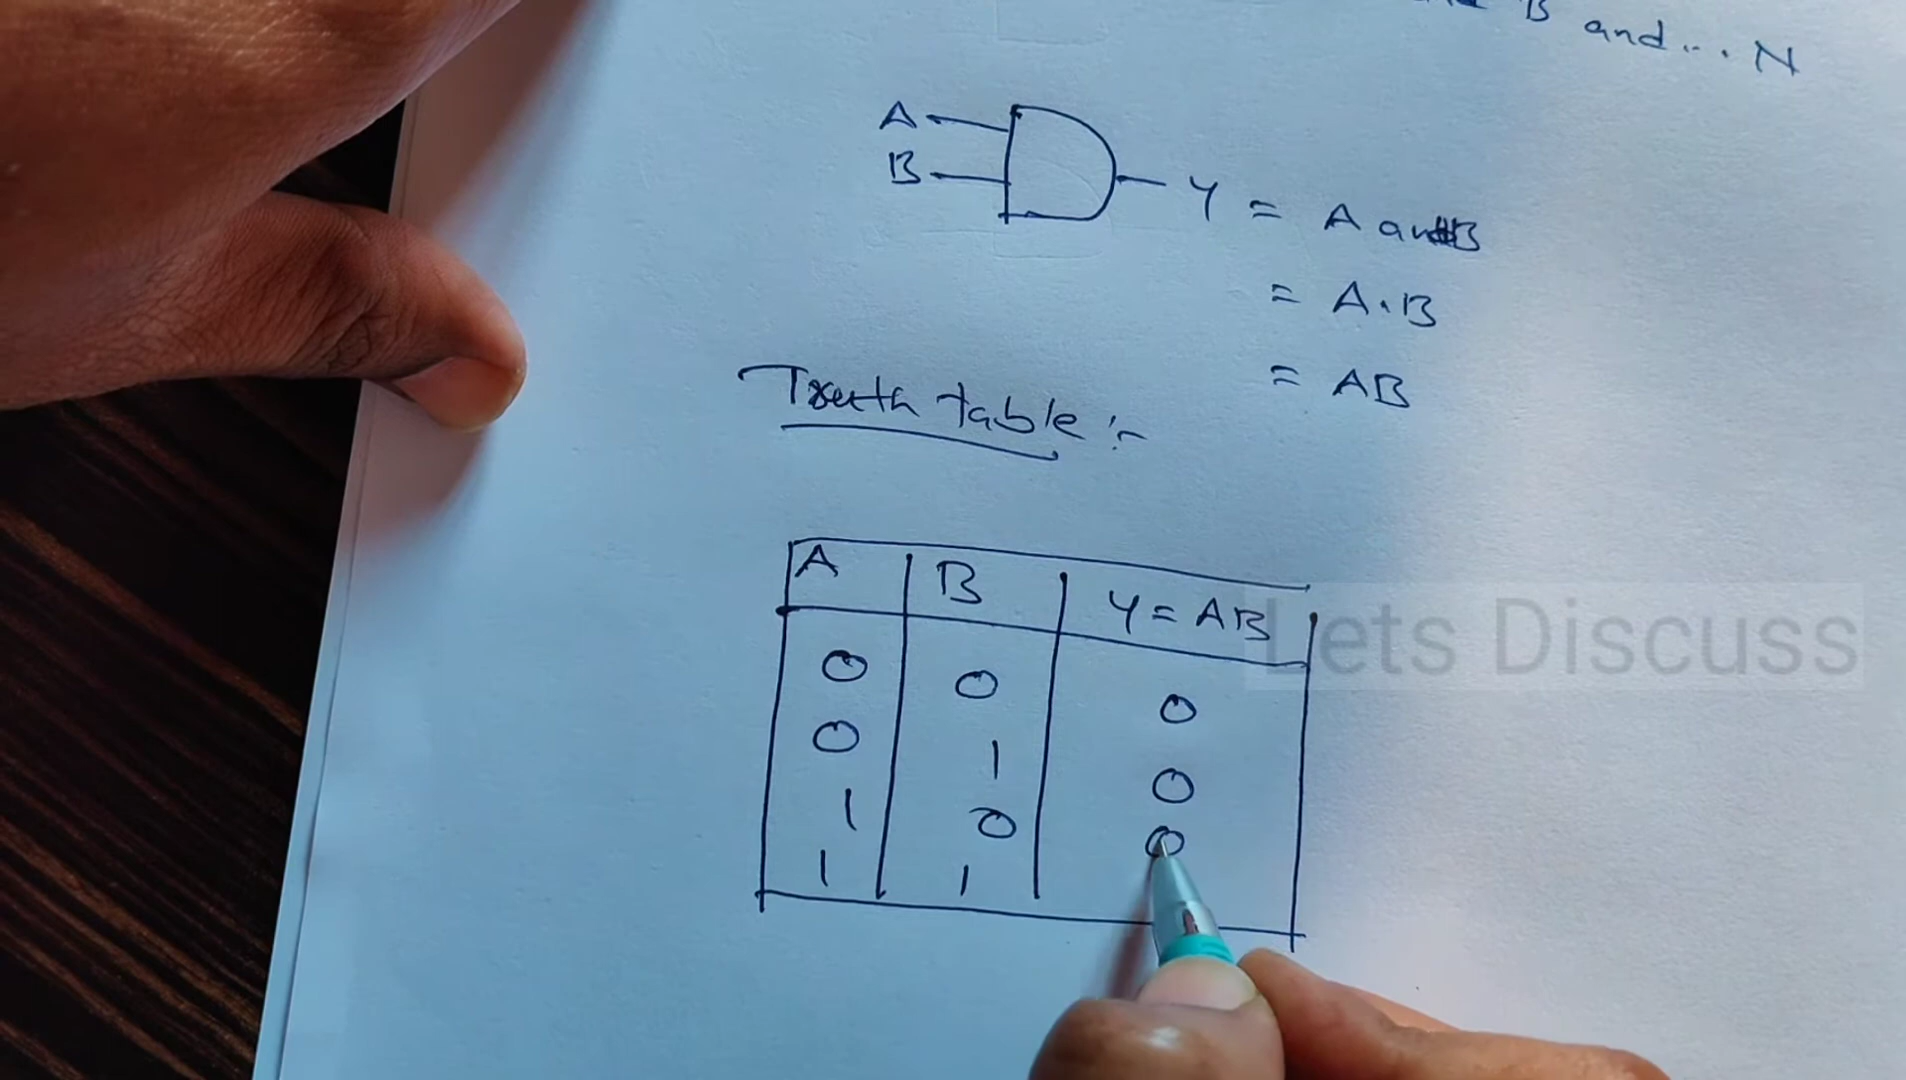 B and... N
A
B
Y = A and B
= A.B
= AB
Truth table :-
A B Y = AB
0 0 0
0 1 0
1 0 0
1 1
Lets Discuss